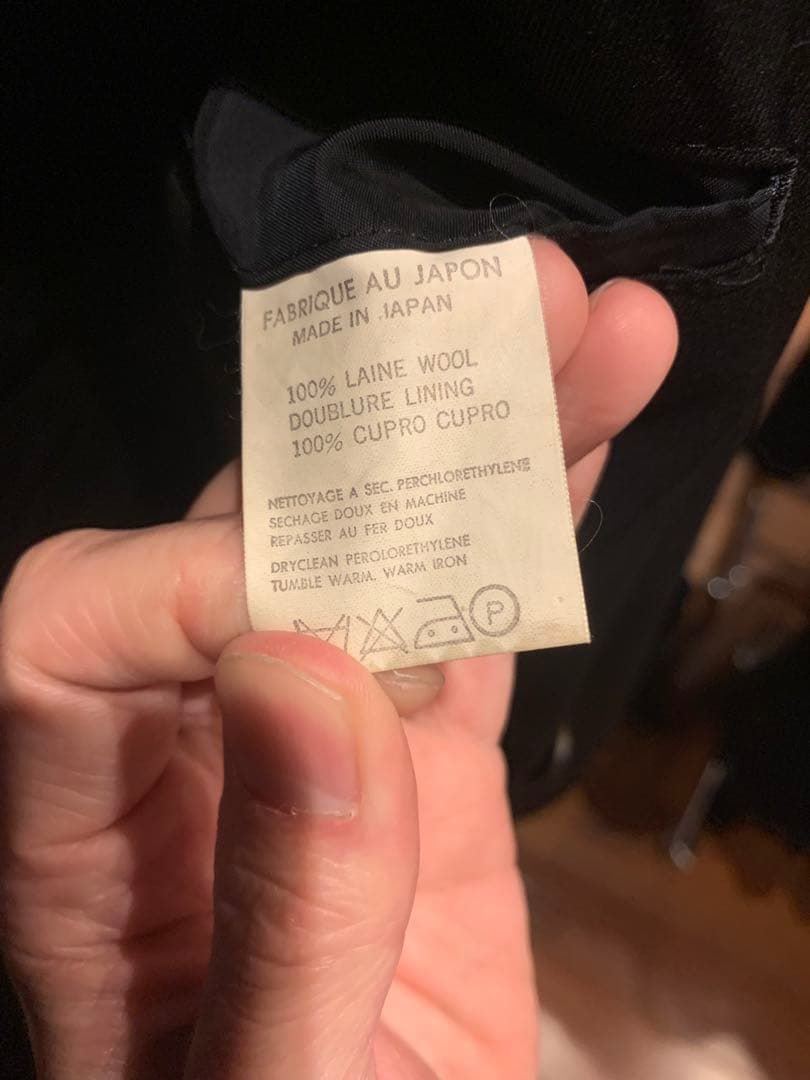 FABRIQUE AU JAPON
MADE IN JAPAN
100% LAINE WOOL
DOUBLURE LINING
100% CUPRO CUPRO
NETTOYAGE A SEC. PERCHLORETHYLENE
SECHAGE DOUX EN MACHINE
REPASSER AU FER DOUX
DRYCLEAN PEROLORETHYLENE
TUMBLE WARM. WARM IRON
P